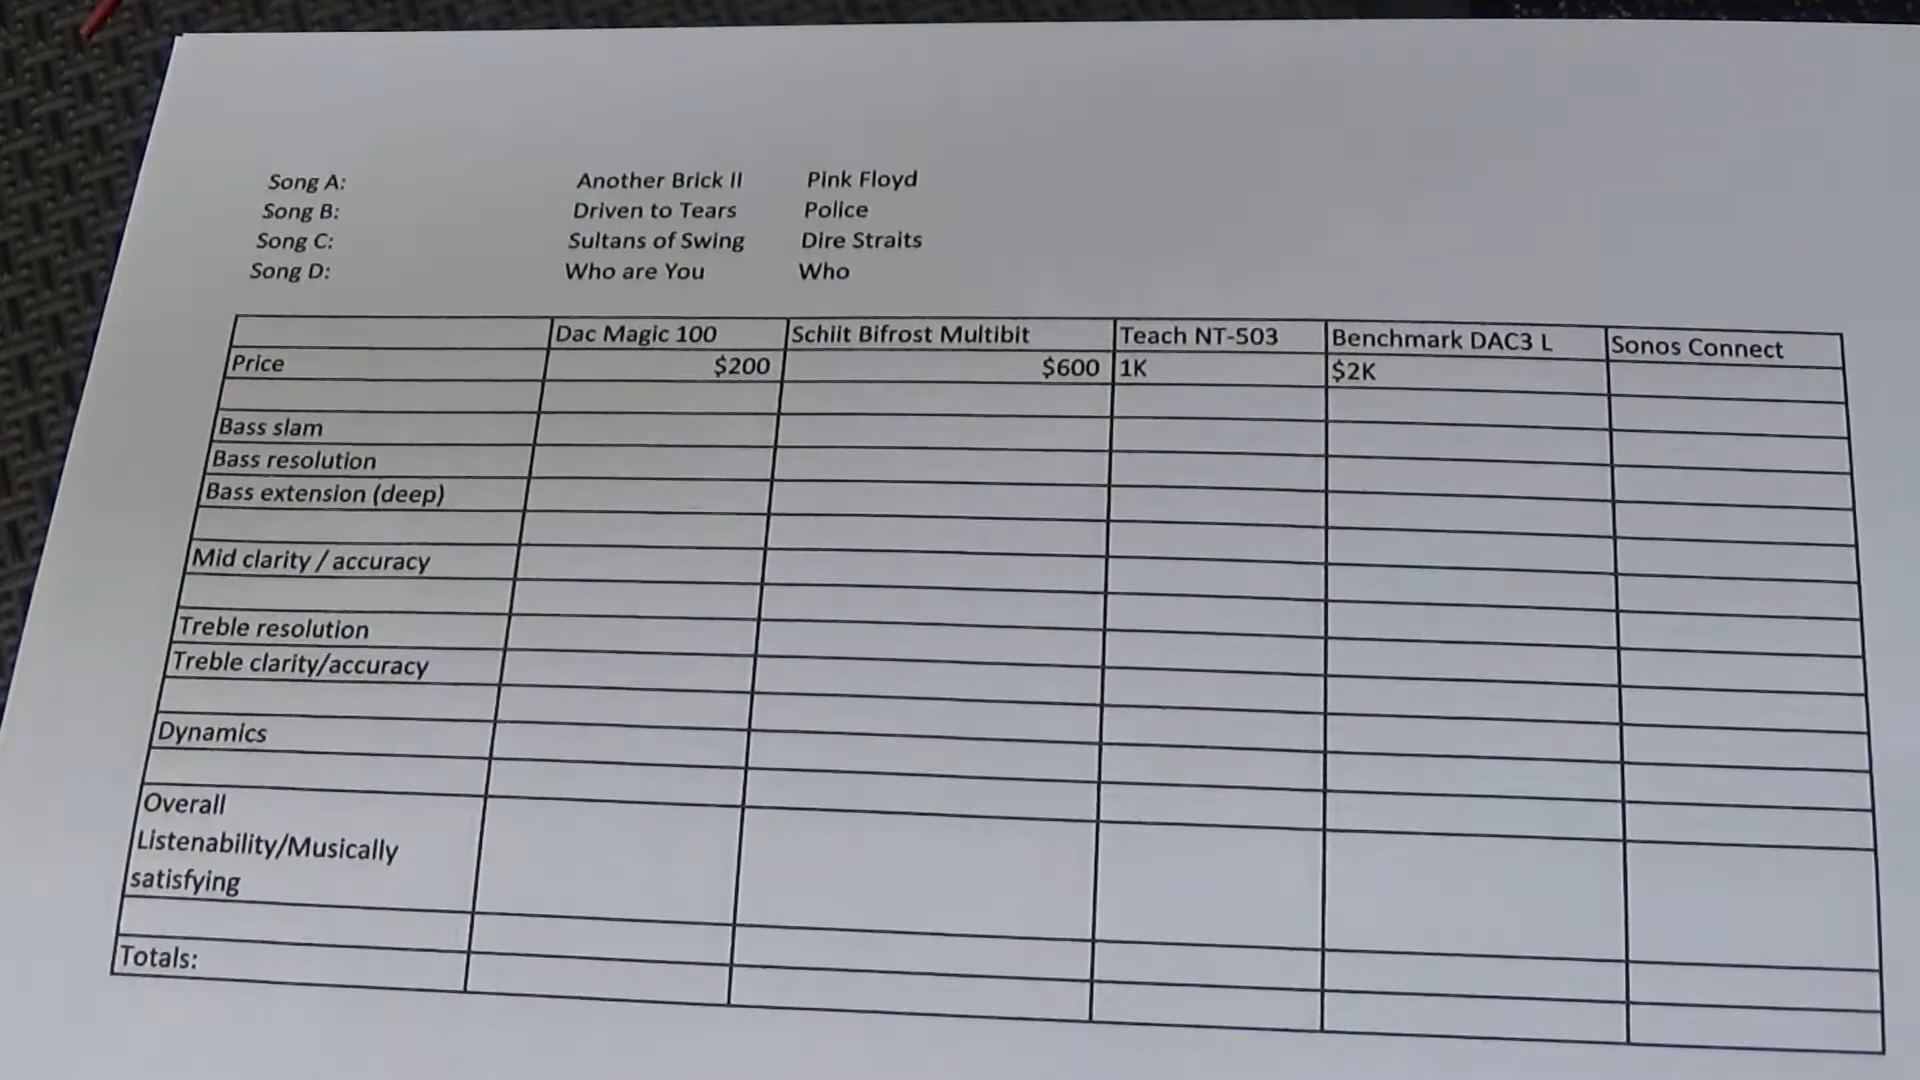 Song A: Another Brick II Pink Floyd
Song B: Driven to Tears Police
Song C: Sultans of Swing Dire Straits
Song D: Who are You Who
Dac Magic 100 Schiit Bifrost Multibit Teach NT-503 Benchmark DAC3 L Sonos Connect
Price $200 $600 1K $2K
Bass slam
Bass resolution
Bass extension (deep)
Mid clarity / accuracy
Treble resolution
Treble clarity/accuracy
Dynamics
Overall
Listenability/Musically
satisfying
Totals: